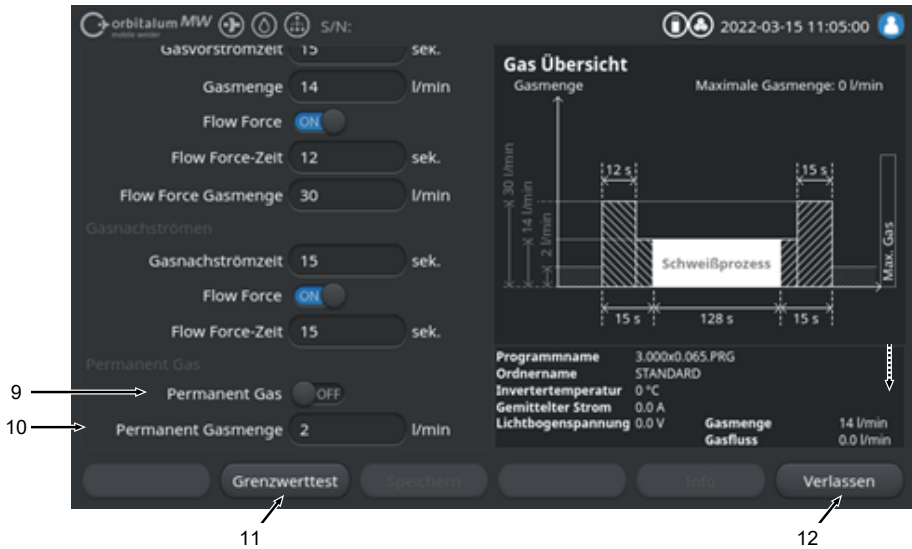 orbitalum MW
mobile welder
S/N:
2022-03-15 11:05:00
Gasvorströmzeit 15 sek.
Gasmenge 14 l/min
Flow Force ON
Flow Force-Zeit 12 sek.
Flow Force Gasmenge 30 l/min
Gasnachströmen
Gasnachströmzeit 15 sek.
Flow Force ON
Flow Force-Zeit 15 sek.
Permanent Gas
9
Permanent Gas OFF
10
Permanent Gasmenge 2 l/min
Gas Übersicht
Gasmenge
Maximale Gasmenge: 0 l/min
30 l/min
14 l/min
2 l/min
12 s
15 s
Schweißprozess
Max. Gas
15 s
128 s
15 s
Programmname 3.000x0.065.PRG
Ordnername STANDARD
Invertertemperatur 0 °C
Gemittelter Strom 0.0 A
Lichtbogenspannung 0.0 V
Gasmenge 14 l/min
Gasfluss 0.0 l/min
Grenzwerttest
Speichern
Info
Verlassen
11
12